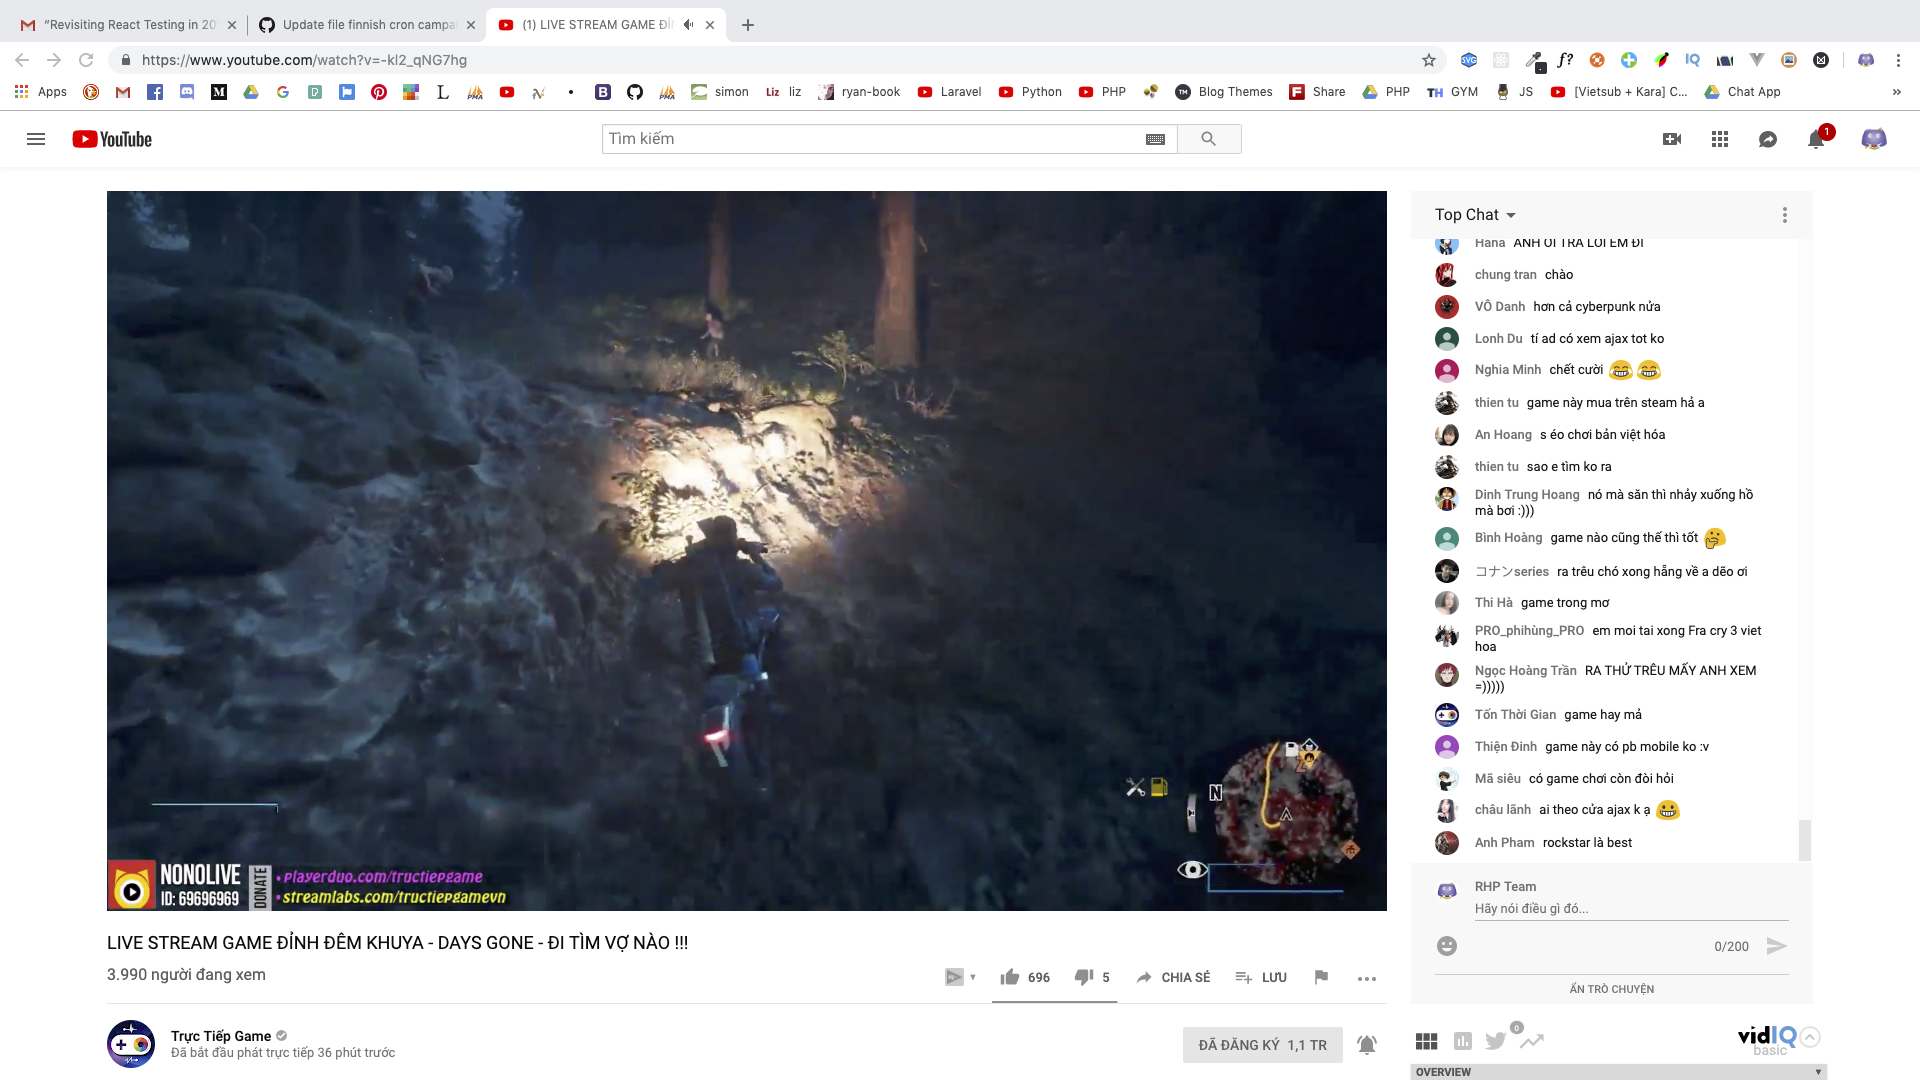 "Revisiting React Testing in 20
Update file finnish cron campa
(1) LIVE STREAM GAME ĐỈN
https://www.youtube.com/watch?v=-kl2_qNG7hg
Apps
simon
liz
ryan-book
Laravel
Python
PHP
Blog Themes
Share
PHP
GYM
JS
[Vietsub + Kara] C...
Chat App
»
YouTube
Tìm kiếm
1
Top Chat
Hana ANH ƠI TRẢ LỜI EM ĐI
chung tran chào
VÔ Danh hơn cả cyberpunk nửa
Lonh Du tí ad có xem ajax tot ko
Nghia Minh chết cười 😂 😂
thien tu game này mua trên steam hả a
An Hoang s éo chơi bản việt hóa
thien tu sao e tìm ko ra
Dinh Trung Hoang nó mà săn thì nhảy xuống hồ
mà bơi :)))
Bình Hoàng game nào cũng thế thì tốt 🤔
コナンseries ra trêu chó xong hẵng về a dẽo ơi
Thi Hà game trong mơ
PRO_phihùng_PRO em moi tai xong Fra cry 3 viet
hoa
Ngọc Hoàng Trần RA THỬ TRÊU MẤY ANH XEM
=)))))
Tốn Thời Gian game hay mả
Thiện Đinh game này có pb mobile ko :v
Mã siêu có game chơi còn đòi hỏi
châu lãnh ai theo cửa ajax k ạ 😀
Anh Pham rockstar là best
RHP Team
Hãy nói điều gì đó...
0/200
ẨN TRÒ CHUYỆN
N
NONOLIVE
ID: 69696969
DONATE
• playerduo.com/tructiepgame
• streamlabs.com/tructiepgamevn
LIVE STREAM GAME ĐỈNH ĐÊM KHUYA - DAYS GONE - ĐI TÌM VỢ NÀO !!!
3.990 người đang xem
696
5
CHIA SẺ
LƯU
Trực Tiếp Game
Đã bắt đầu phát trực tiếp 36 phút trước
ĐÃ ĐĂNG KÝ 1,1 TR
0
vidIQ
basic
OVERVIEW